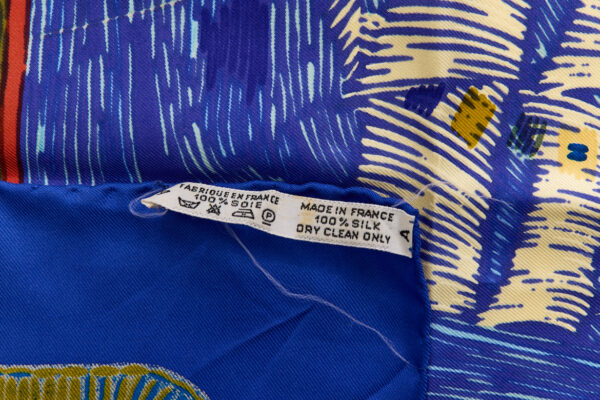 FABRIQUE EN FRANCE
100% SOIE
P
MADE IN FRANCE
100% SILK
DRY CLEAN ONLY
A